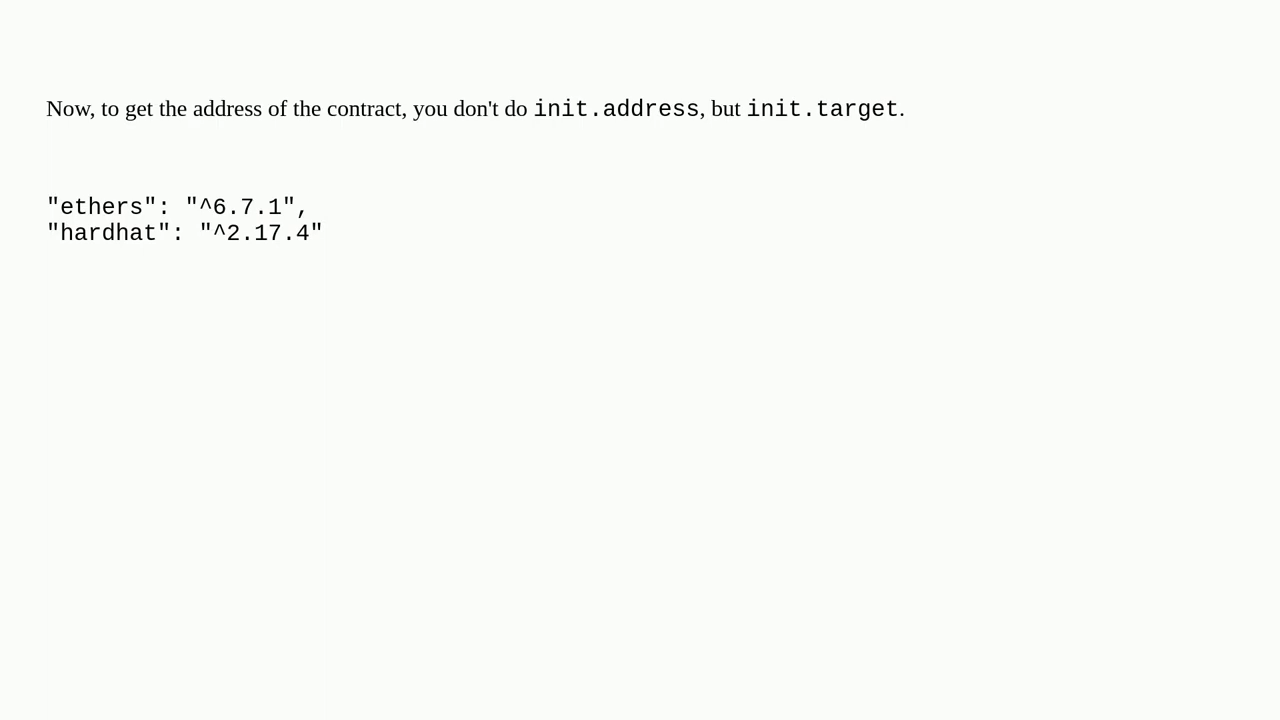 Now, to get the address of the contract, you don't do init.address, but init.target.
"ethers": "^6.7.1",
"hardhat": "^2.17.4"